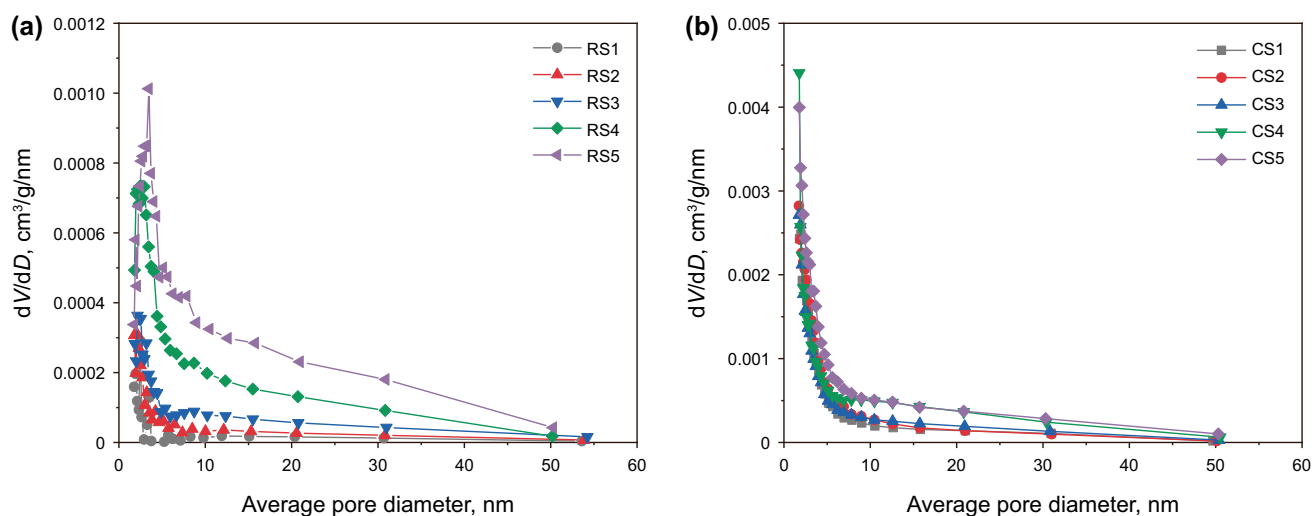 (a)
dV/dD, cm³/g/nm
0.0012
0.0010
0.0008
0.0006
0.0004
0.0002
0
RS1
RS2
RS3
RS4
RS5
0 10 20 30 40 50 60
Average pore diameter, nm
(b)
dV/dD, cm³/g/nm
0.005
0.004
0.003
0.002
0.001
0
CS1
CS2
CS3
CS4
CS5
0 10 20 30 40 50 60
Average pore diameter, nm